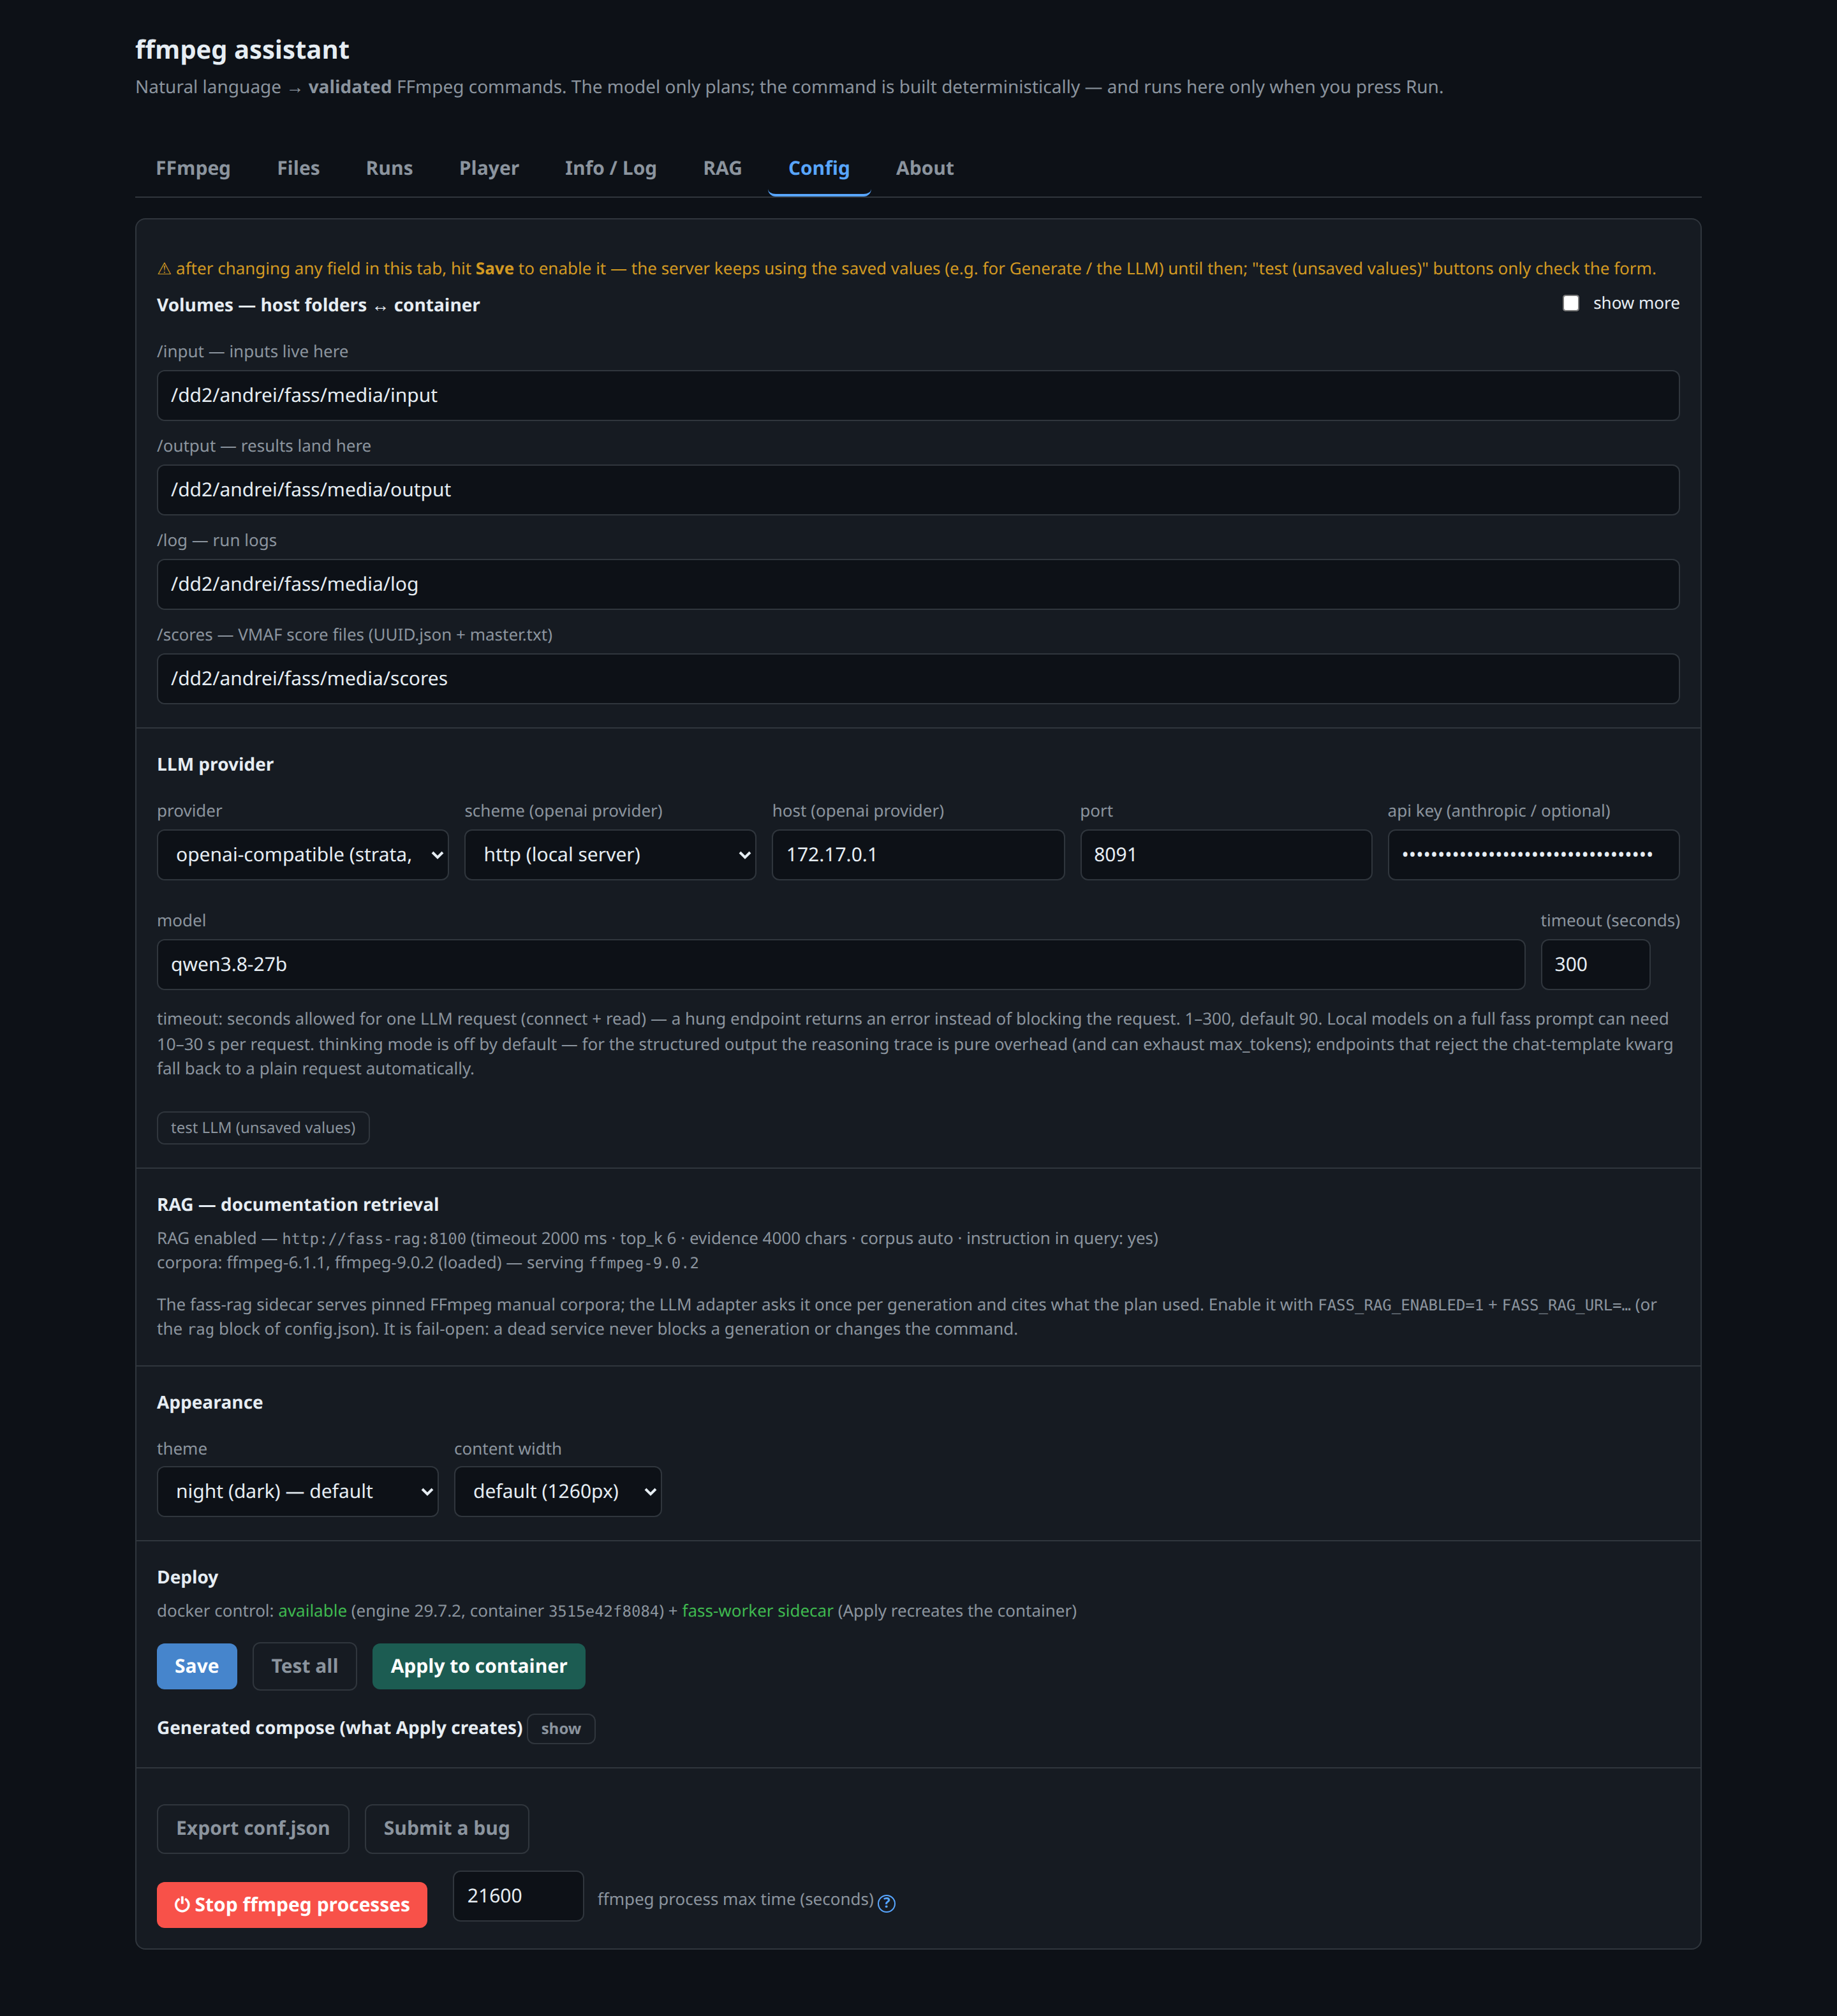 ffmpeg assistant
Natural language → validated FFmpeg commands. The model only plans; the command is built deterministically — and runs here only when you press Run.
FFmpeg Files Runs Player Info / Log RAG Config About
⚠ after changing any field in this tab, hit Save to enable it — the server keeps using the saved values (e.g. for Generate / the LLM) until then; "test (unsaved values)" buttons only check the form.
Volumes — host folders ↔ container show more
/input — inputs live here
/dd2/andrei/fass/media/input
/output — results land here
/dd2/andrei/fass/media/output
/log — run logs
/dd2/andrei/fass/media/log
/scores — VMAF score files (UUID.json + master.txt)
/dd2/andrei/fass/media/scores
LLM provider
provider scheme (openai provider) host (openai provider) port api key (anthropic / optional)
openai-compatible (strata, http (local server) 172.17.0.1 8091 •••••••••••••••••••••••••••••••••••
model timeout (seconds)
qwen3.8-27b 300
timeout: seconds allowed for one LLM request (connect + read) — a hung endpoint returns an error instead of blocking the request. 1–300, default 90. Local models on a full fass prompt can need
10–30 s per request. thinking mode is off by default — for the structured output the reasoning trace is pure overhead (and can exhaust max_tokens); endpoints that reject the chat-template kwarg
fall back to a plain request automatically.
test LLM (unsaved values)
RAG — documentation retrieval
RAG enabled — http://fass-rag:8100 (timeout 2000 ms · top_k 6 · evidence 4000 chars · corpus auto · instruction in query: yes)
corpora: ffmpeg-6.1.1, ffmpeg-9.0.2 (loaded) — serving ffmpeg-9.0.2
The fass-rag sidecar serves pinned FFmpeg manual corpora; the LLM adapter asks it once per generation and cites what the plan used. Enable it with FASS_RAG_ENABLED=1 + FASS_RAG_URL=… (or
the rag block of config.json). It is fail-open: a dead service never blocks a generation or changes the command.
Appearance
theme content width
night (dark) — default default (1260px)
Deploy
docker control: available (engine 29.7.2, container 3515e42f8084) + fass-worker sidecar (Apply recreates the container)
Save Test all Apply to container
Generated compose (what Apply creates) show
Export conf.json Submit a bug
⏻ Stop ffmpeg processes 21600 ffmpeg process max time (seconds) ?